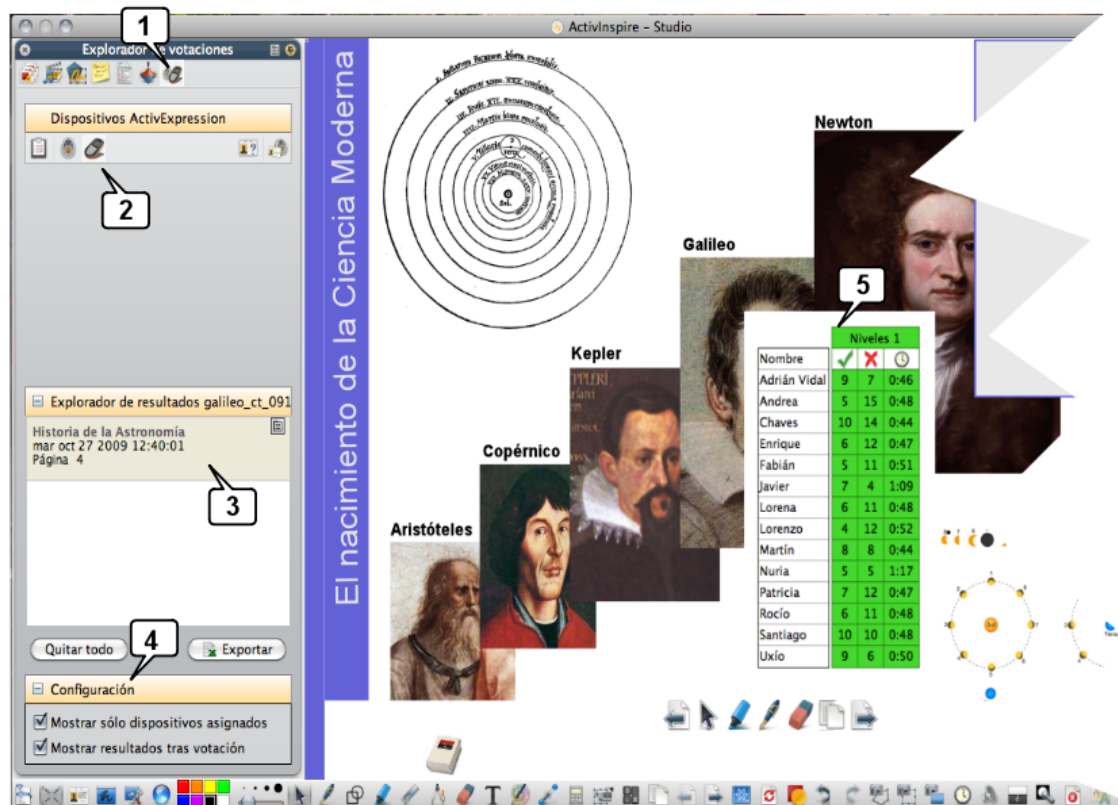 ActivInspire - Studio
1
Explorador de votaciones
Dispositivos ActivExpression
2
Explorador de resultados galileo_ct_091
Historia de la Astronomía
mar oct 27 2009 12:40:01
Página 4
3
Quitar todo
4
Exportar
Configuración
Mostrar sólo dispositivos asignados
Mostrar resultados tras votación
El nacimiento de la Ciencia Moderna
Sol.
Aristóteles
Copérnico
Kepler
Galileo
Newton
5
Niveles 1
Nombre
Adrián Vidal 9 7 0:46
Andrea 5 15 0:48
Chaves 10 14 0:44
Enrique 6 12 0:47
Fabián 5 11 0:51
Javier 7 4 1:09
Lorena 6 11 0:48
Lorenzo 4 12 0:52
Martín 8 8 0:44
Nuria 5 5 1:17
Patricia 7 12 0:47
Rocío 6 11 0:48
Santiago 10 10 0:48
Uxío 9 6 0:50